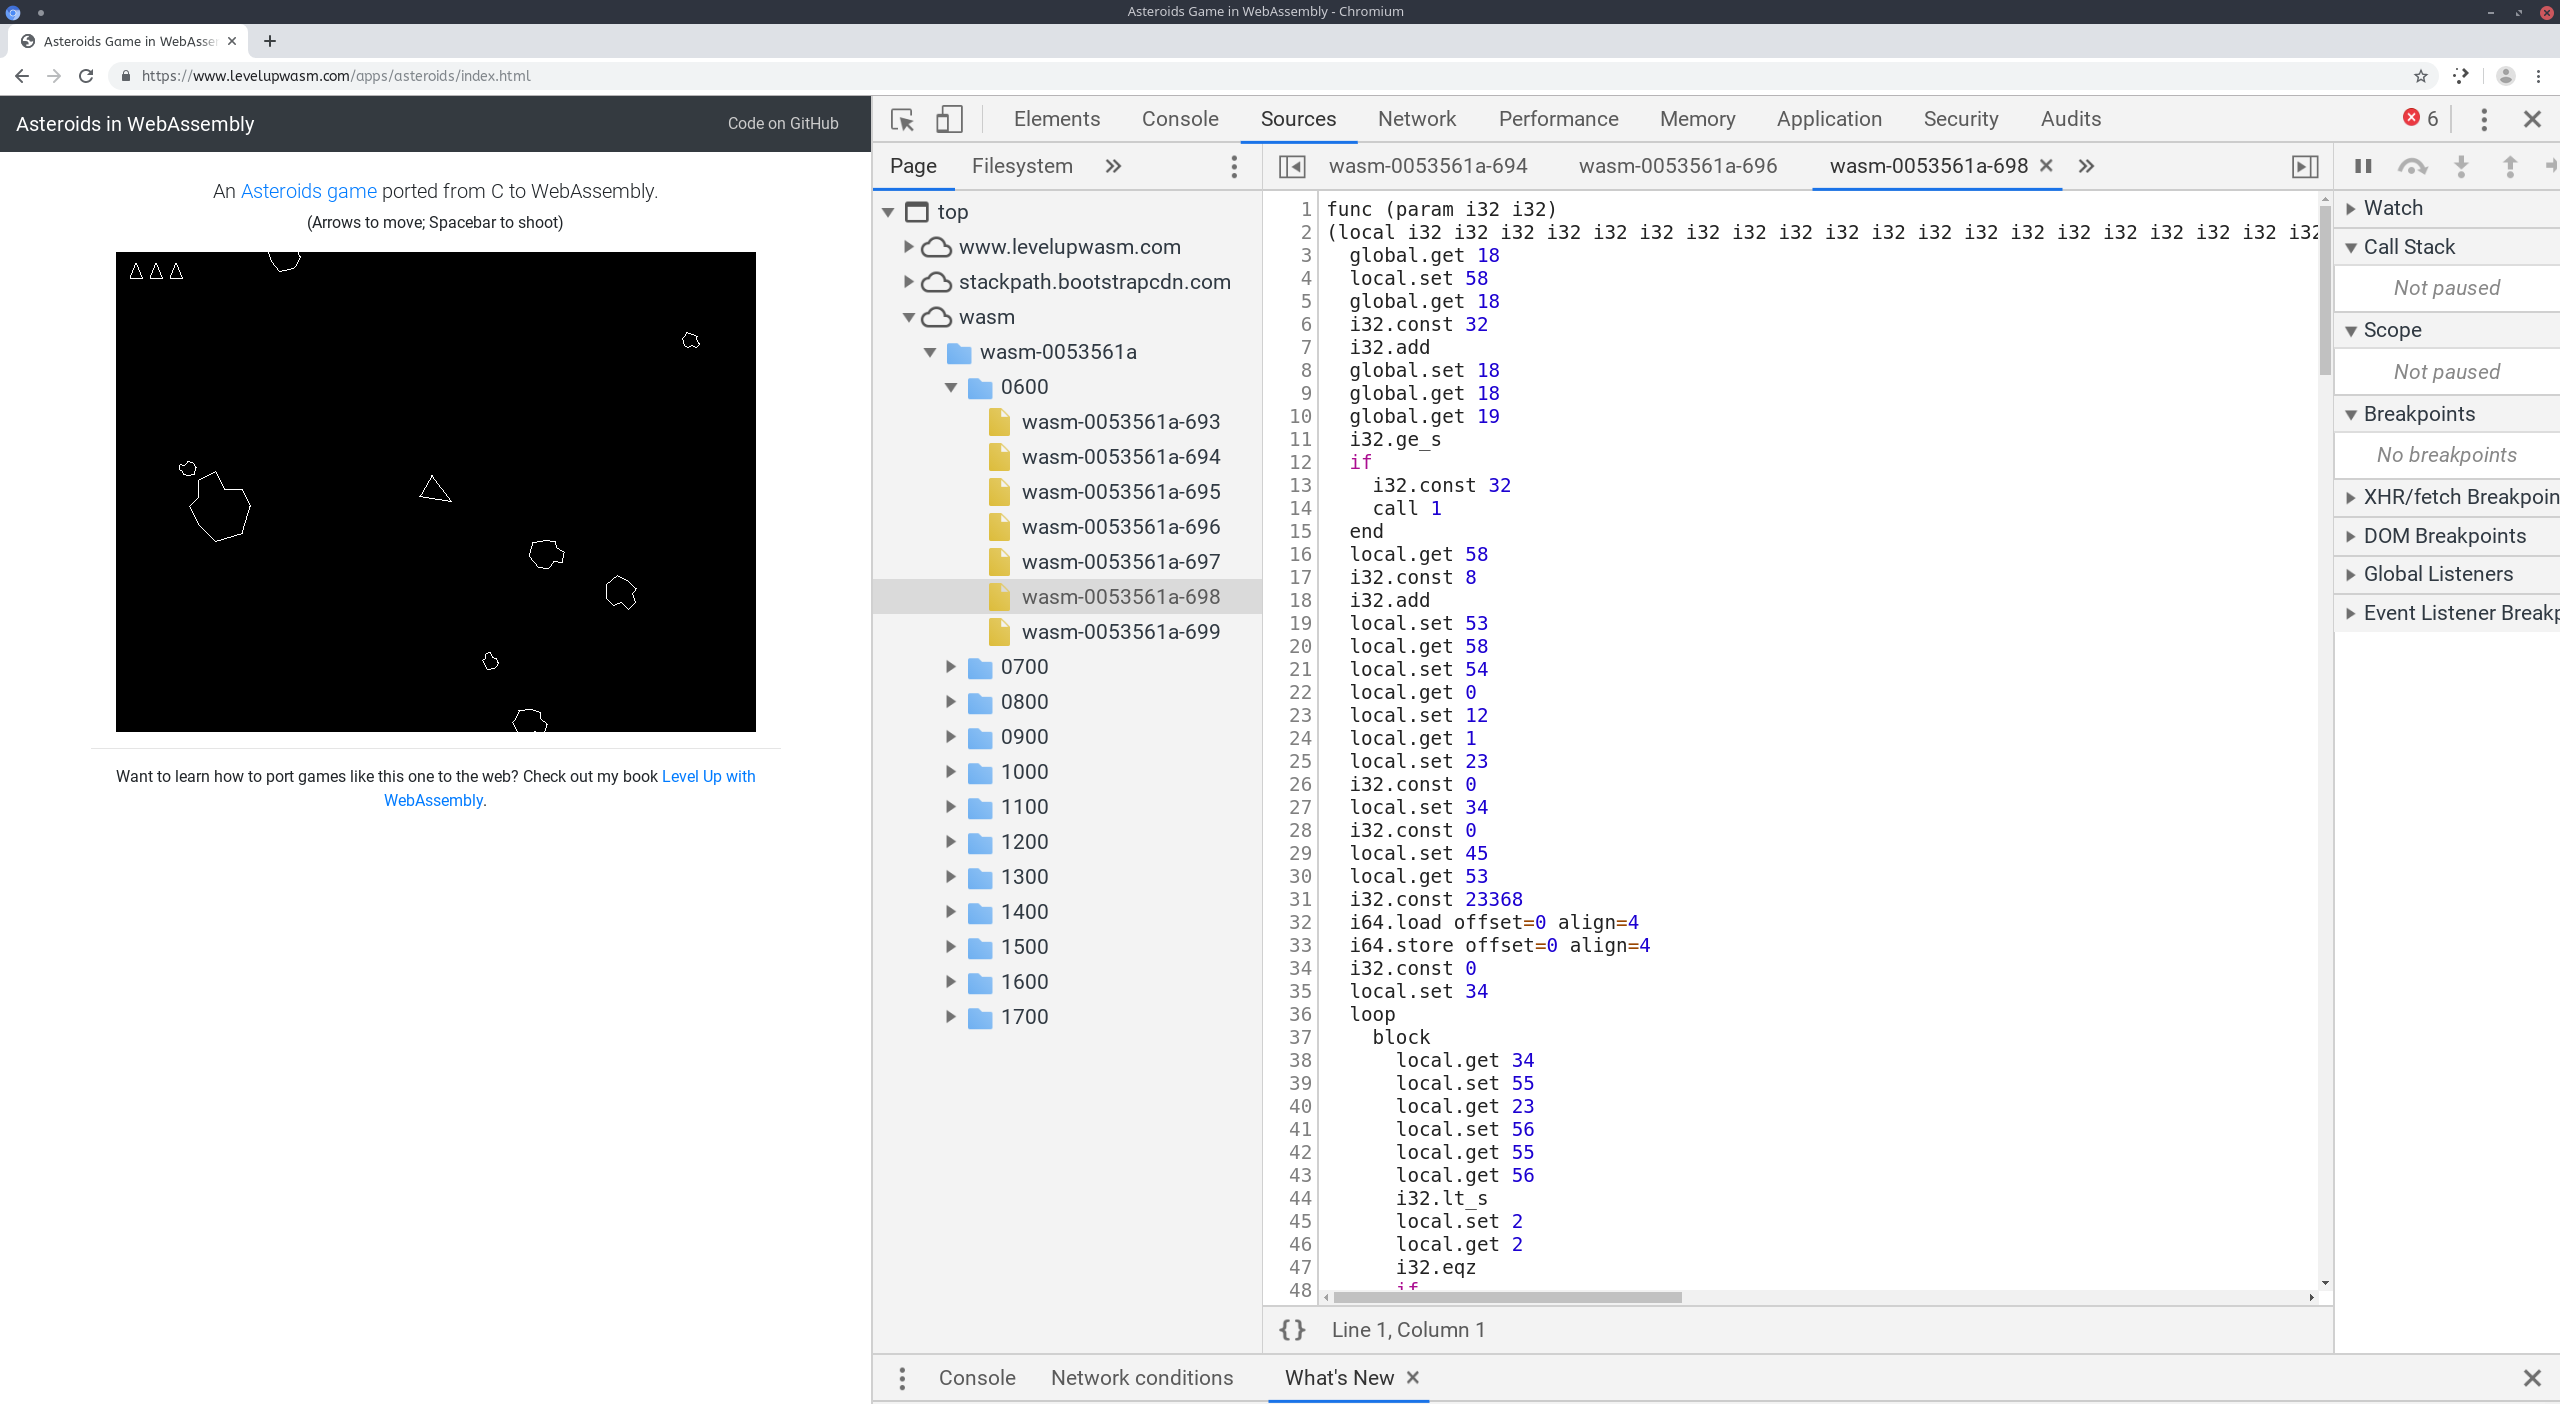 Asteroids Game in WebAssembly - Chromium
Asteroids Game in WebAsse
https://www.levelupwasm.com/apps/asteroids/index.html
Asteroids in WebAssembly
Code on GitHub
An Asteroids game ported from C to WebAssembly.
(Arrows to move; Spacebar to shoot)
Want to learn how to port games like this one to the web? Check out my book Level Up with
WebAssembly.
Elements Console Sources Network Performance Memory Application Security Audits 6
Page Filesystem
top
www.levelupwasm.com
stackpath.bootstrapcdn.com
wasm
wasm-0053561a
0600
wasm-0053561a-693
wasm-0053561a-694
wasm-0053561a-695
wasm-0053561a-696
wasm-0053561a-697
wasm-0053561a-698
wasm-0053561a-699
0700
0800
0900
1000
1100
1200
1300
1400
1500
1600
1700
wasm-0053561a-694 wasm-0053561a-696 wasm-0053561a-698
1 func (param i32 i32)
2 (local i32 i32 i32 i32 i32 i32 i32 i32 i32 i32 i32 i32 i32 i32 i32 i32 i32 i32 i32 i32
3 global.get 18
4 local.set 58
5 global.get 18
6 i32.const 32
7 i32.add
8 global.set 18
9 global.get 18
10 global.get 19
11 i32.ge_s
12 if
13 i32.const 32
14 call 1
15 end
16 local.get 58
17 i32.const 8
18 i32.add
19 local.set 53
20 local.get 58
21 local.set 54
22 local.get 0
23 local.set 12
24 local.get 1
25 local.set 23
26 i32.const 0
27 local.set 34
28 i32.const 0
29 local.set 45
30 local.get 53
31 i32.const 23368
32 i64.load offset=0 align=4
33 i64.store offset=0 align=4
34 i32.const 0
35 local.set 34
36 loop
37 block
38 local.get 34
39 local.set 55
40 local.get 23
41 local.set 56
42 local.get 55
43 local.get 56
44 i32.lt_s
45 local.set 2
46 local.get 2
47 i32.eqz
48 if
{} Line 1, Column 1
Watch
Call Stack
Not paused
Scope
Not paused
Breakpoints
No breakpoints
XHR/fetch Breakpoin
DOM Breakpoints
Global Listeners
Event Listener Breakp
Console Network conditions What's New